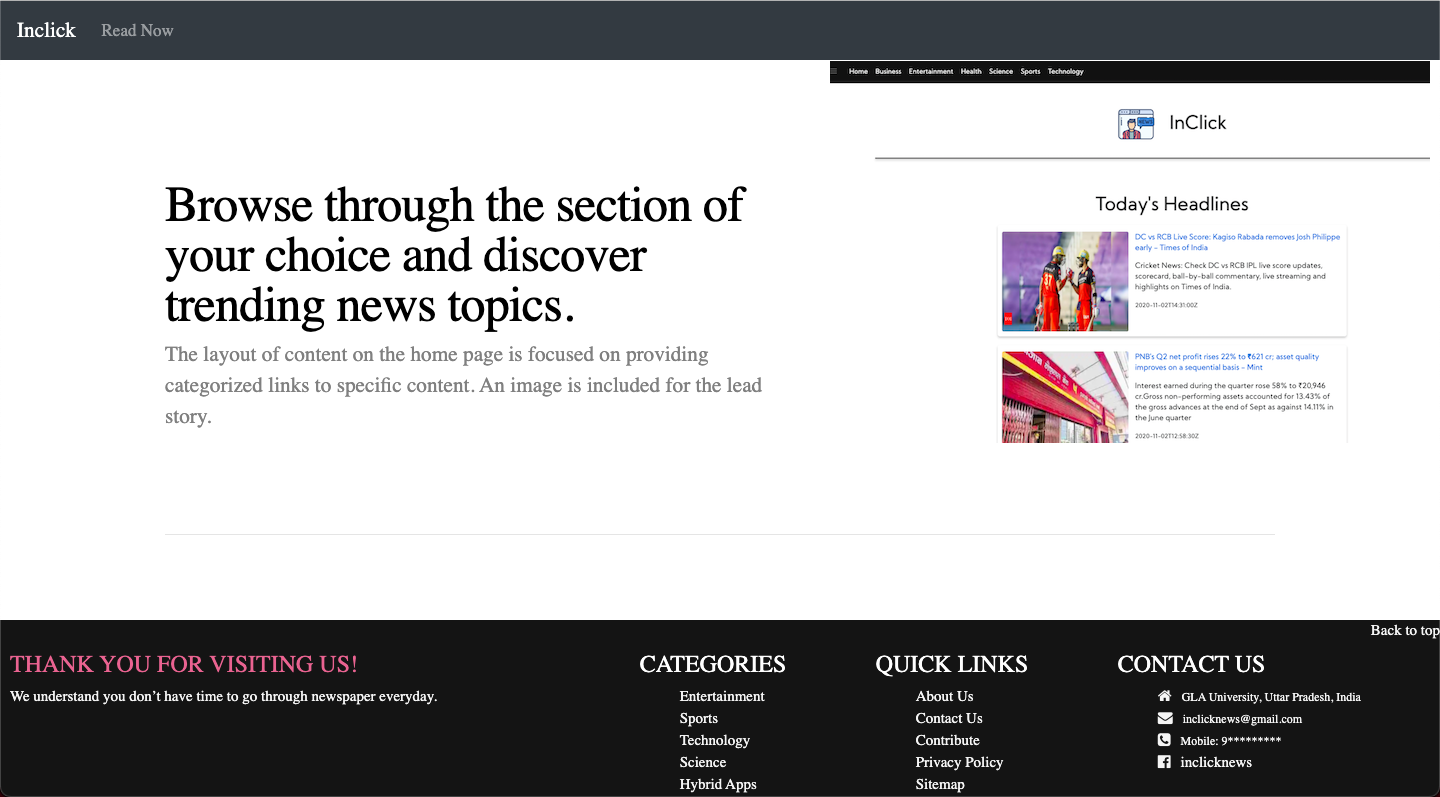 Inclick Read Now
Home Business Entertainment Health Science Sports Technology
NEWS
InClick
Browse through the section of
your choice and discover
trending news topics.
The layout of content on the home page is focused on providing
categorized links to specific content. An image is included for the lead
story.
Today's Headlines
DC vs RCB Live Score: Kagiso Rabada removes Josh Philippe
early - Times of India
Cricket News: Check DC vs RCB IPL live score updates,
scorecard, ball-by-ball commentary, live streaming and
highlights on Times of India.
2020-11-02T14:31:00Z
PNB's Q2 net profit rises 22% to ₹621 cr; asset quality
improves on a sequential basis - Mint
Interest earned during the quarter rose 58% to ₹20,946
cr.Gross non-performing assets accounted for 13.43% of
the gross advances at the end of Sept as against 14.11% in
the June quarter
2020-11-02T12:58:30Z
Back to top
THANK YOU FOR VISITING US!
We understand you don’t have time to go through newspaper everyday.
CATEGORIES
Entertainment
Sports
Technology
Science
Hybrid Apps
QUICK LINKS
About Us
Contact Us
Contribute
Privacy Policy
Sitemap
CONTACT US
GLA University, Uttar Pradesh, India
inclicknews@gmail.com
Mobile: 9*********
inclicknews